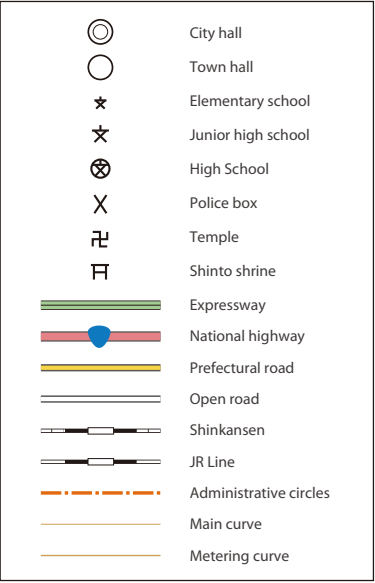 City hall
Town hall
Elementary school
Junior high school
High School
Police box
Temple
Shinto shrine
Expressway
National highway
Prefectural road
Open road
Shinkansen
JR Line
Administrative circles
Main curve
Metering curve